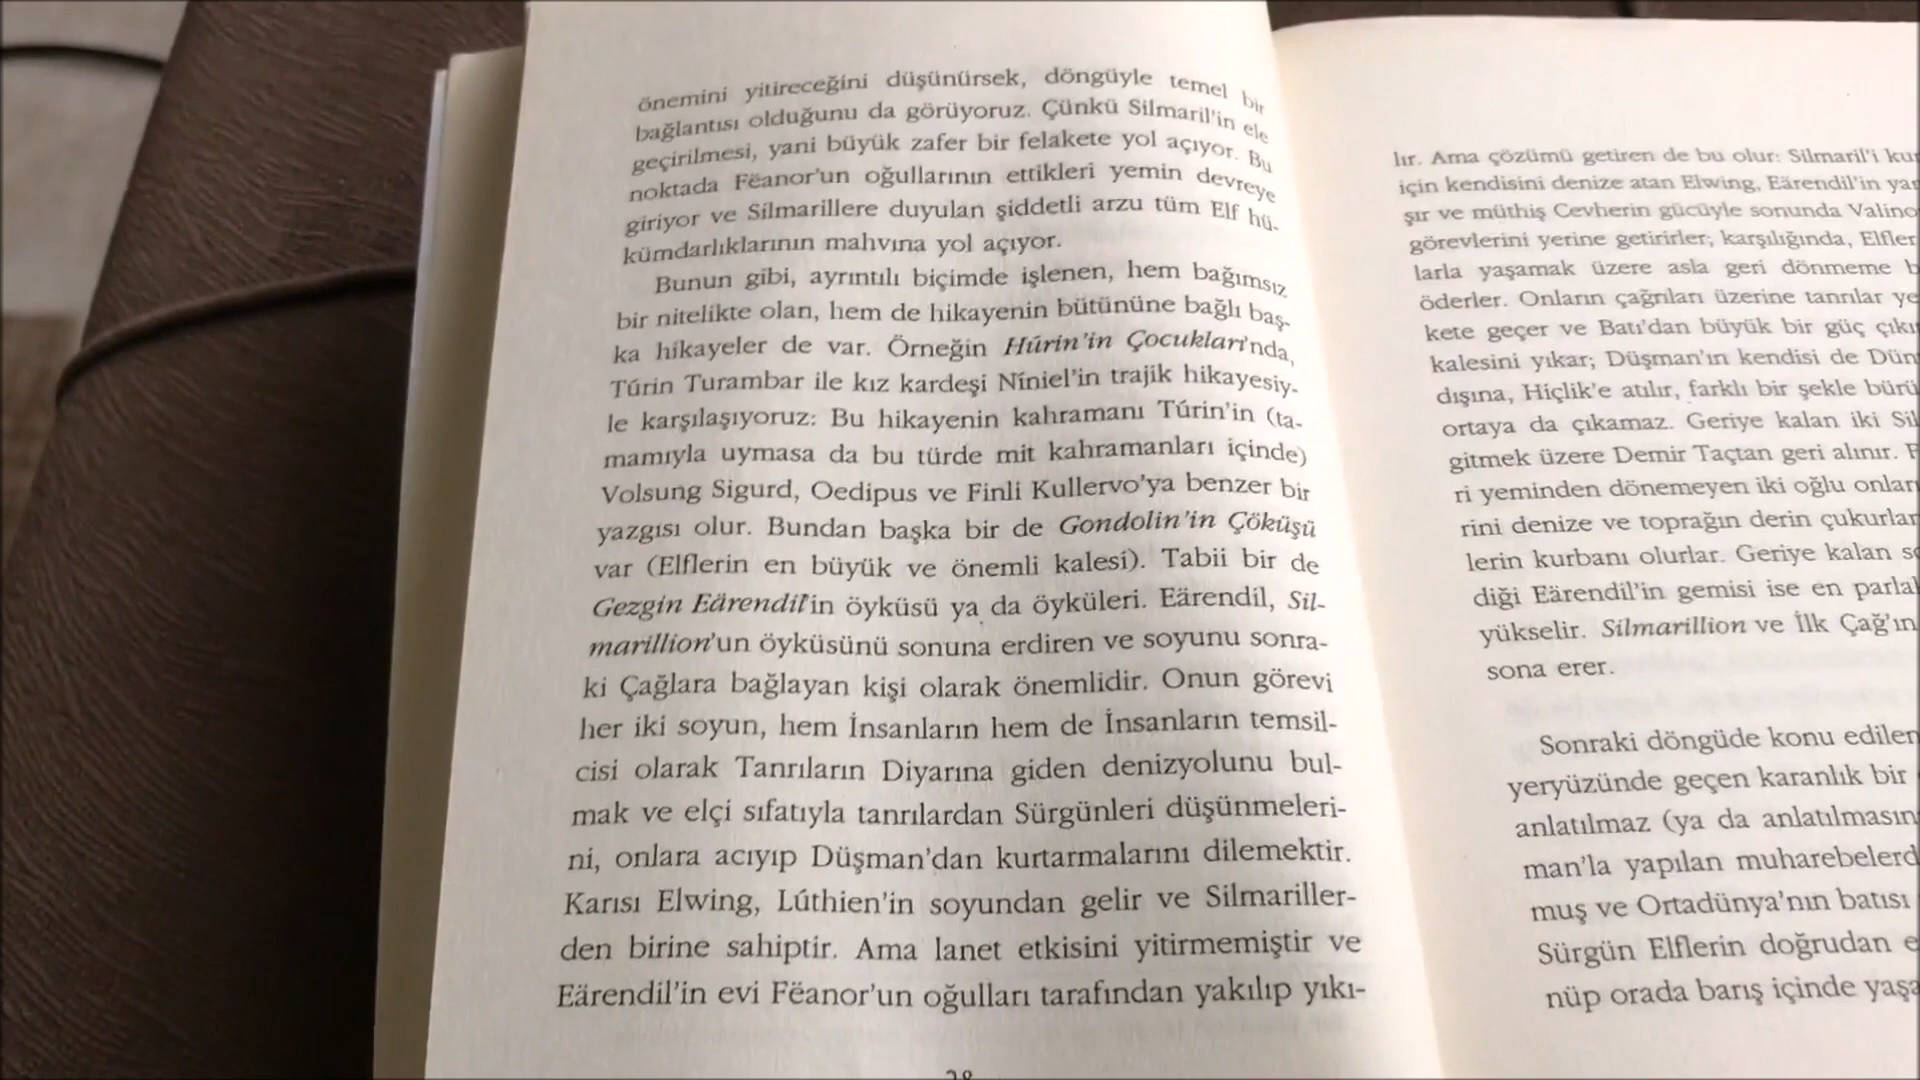 önemini yitireceğini düşünürsek, döngüyle temel bir
bağlantısı olduğunu da görüyoruz. Çünkü Silmaril'in ele
geçirilmesi, yani büyük zafer bir felakete yol açıyor. Bu
noktada Fëanor'un oğullarının ettikleri yemin devreye
giriyor ve Silmarillere duyulan şiddetli arzu tüm Elf hü-
kümdarlıklarının mahvına yol açıyor.
Bunun gibi, ayrıntılı biçimde işlenen, hem bağımsız
bir nitelikte olan, hem de hikayenin bütününe bağlı baş-
ka hikayeler de var. Örneğin Húrin'in Çocukları'nda,
Túrin Turambar ile kız kardeşi Níniel'in trajik hikayesiy-
le karşılaşıyoruz: Bu hikayenin kahramanı Túrin'in (ta-
mamıyla uymasa da bu türde mit kahramanları içinde)
Volsung Sigurd, Oedipus ve Finli Kullervo'ya benzer bir
yazgısı olur. Bundan başka bir de Gondolin'in Çöküşü
var (Elflerin en büyük ve önemli kalesi). Tabii bir de
Gezgin Eärendil'in öyküsü ya da öyküleri. Eärendil, Sil-
marillion'un öyküsünü sonuna erdiren ve soyunu sonra-
ki Çağlara bağlayan kişi olarak önemlidir. Onun görevi
her iki soyun, hem İnsanların hem de İnsanların temsil-
cisi olarak Tanrıların Diyarına giden denizyolunu bul-
mak ve elçi sıfatıyla tanrılardan Sürgünleri düşünmeleri-
ni, onlara acıyıp Düşman'dan kurtarmalarını dilemektir.
Karısı Elwing, Lúthien'in soyundan gelir ve Silmariller-
den birine sahiptir. Ama lanet etkisini yitirmemiştir ve
Eärendil'in evi Fëanor'un oğulları tarafından yakılıp yıkı-
lır. Ama çözümü getiren de bu olur: Silmaril'i
için kendisini denize atan Elwing, Eärendil'in
şır ve müthiş Cevherin gücüyle sonunda
görevlerini yerine getirirler; karşılığında,
larla yaşamak üzere asla geri dönmeme
öderler. Onların çağrıları üzerine tanrılar
kete geçer ve Batı'dan büyük bir güç
kalesini yıkar; Düşman'ın kendisi de
dışına, Hiçlik'e atılır, farklı bir şekle
ortaya da çıkamaz. Geriye kalan iki
gitmek üzere Demir Taçtan geri alınır.
ri yeminden dönemeyen iki oğlu
rini denize ve toprağın derin
lerin kurbanı olurlar. Geriye kalan
diği Eärendil'in gemisi ise en
yükselir. Silmarillion ve İlk Çağ'ın
sona erer.
Sonraki döngüde konu
yeryüzünde geçen karanlık bir
anlatılmaz (ya da
man'la yapılan
muş ve Ortadünya'nın batısı
Sürgün Elflerin doğrudan
nüp orada barış içinde